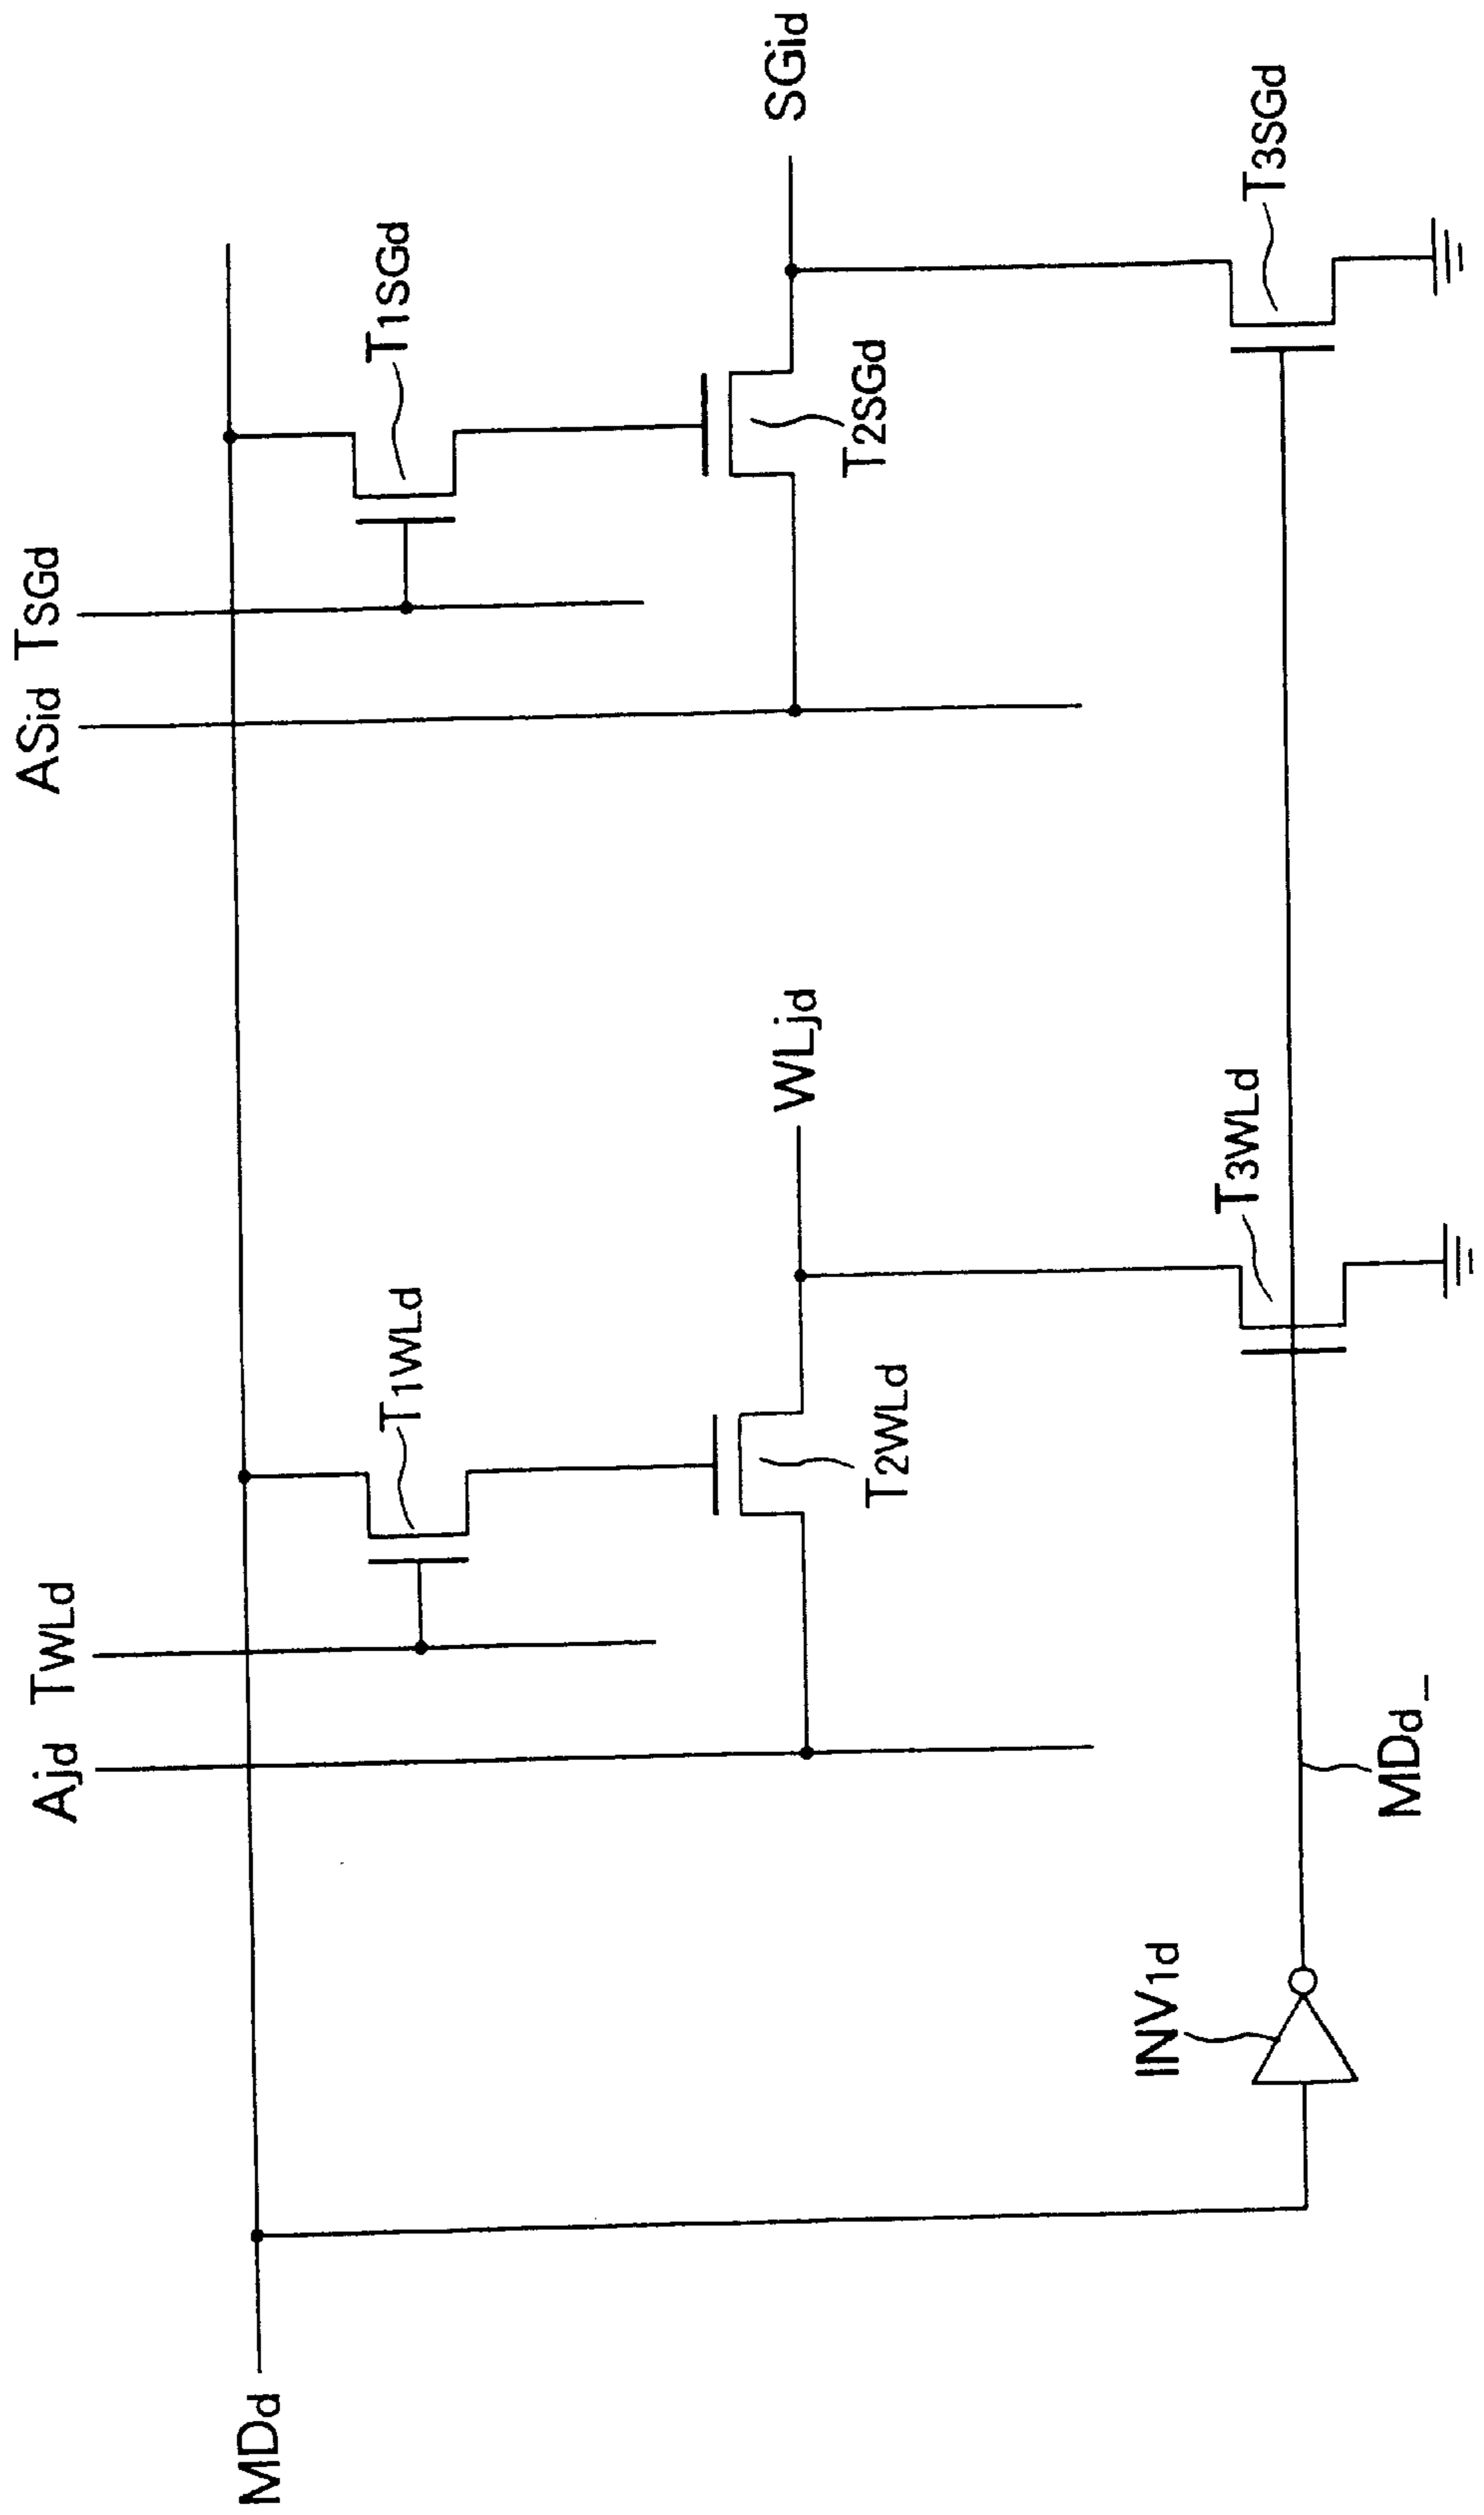 Ajd
TWLd
ASid
TSGd
MDd
T1WLd
T1SGd
T2WLd
WLjd
T2SGd
SGid
INV1d
T3WLd
T3SGd
MDd_